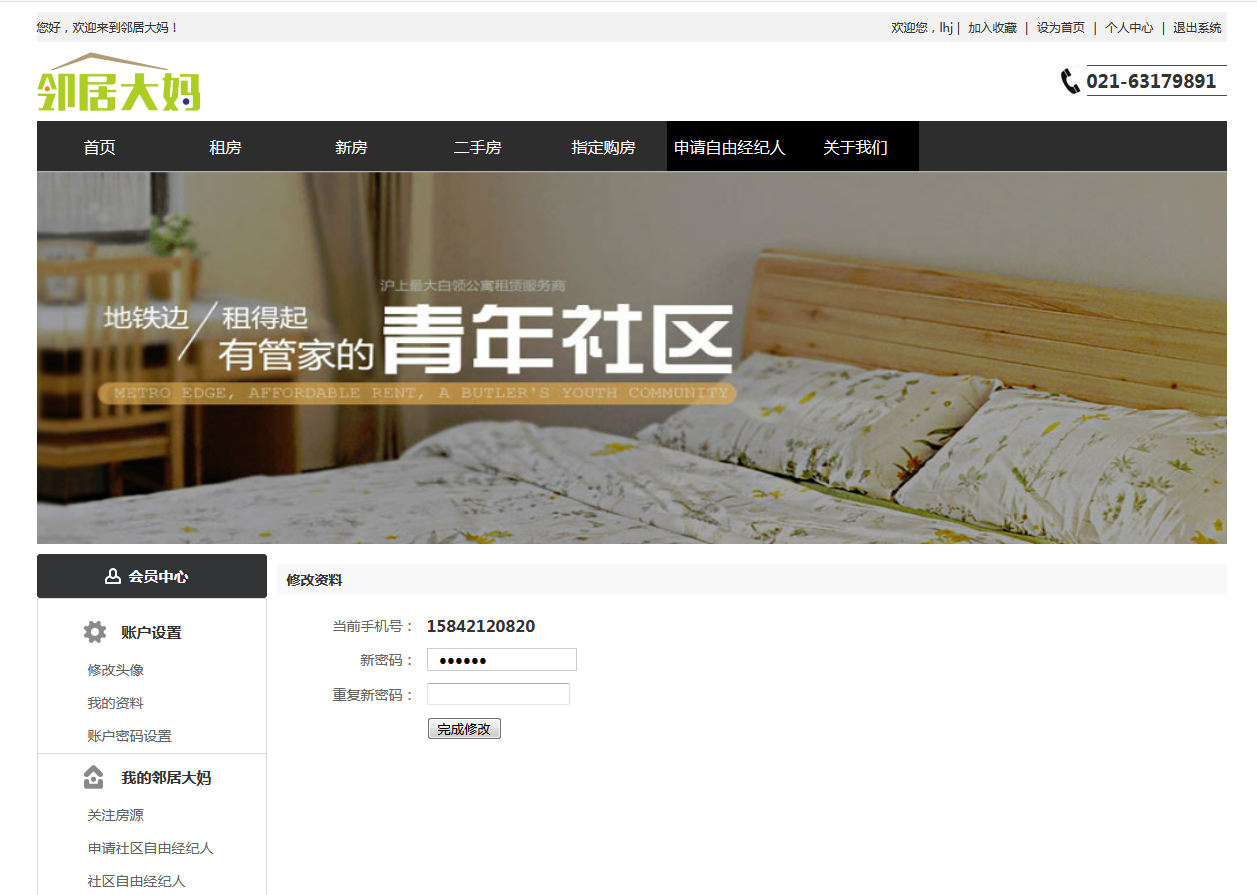 您好，欢迎来到邻居大妈！
欢迎您，lhj | 加入收藏 | 设为首页 | 个人中心 | 退出系统
邻居大妈
021-63179891
首页 租房 新房 二手房 指定购房 申请自由经纪人 关于我们
沪上最大白领公寓租赁服务商
地铁边/租得起
有管家的青年社区
METRO EDGE, AFFORDABLE RENT, A BUTLER'S YOUTH COMMUNITY
会员中心
账户设置
修改头像
我的资料
账户密码设置
我的邻居大妈
关注房源
申请社区自由经纪人
社区自由经纪人
修改资料
当前手机号： 15842120820
新密码： ●●●●●●
重复新密码：
完成修改